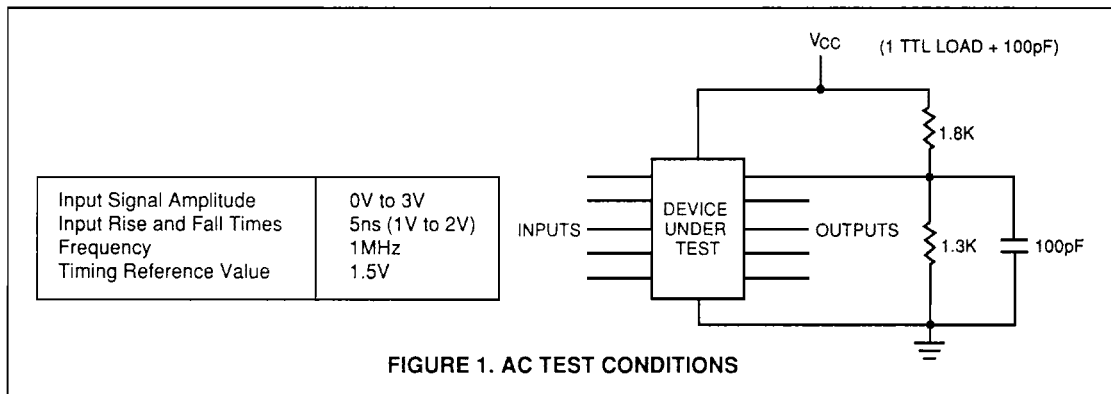 VCC (1 TTL LOAD + 100pF)
1.8K
Input Signal Amplitude 0V to 3V
Input Rise and Fall Times 5ns (1V to 2V)
Frequency 1MHz
Timing Reference Value 1.5V
INPUTS
DEVICE
UNDER
TEST
OUTPUTS
1.3K
100pF
FIGURE 1. AC TEST CONDITIONS